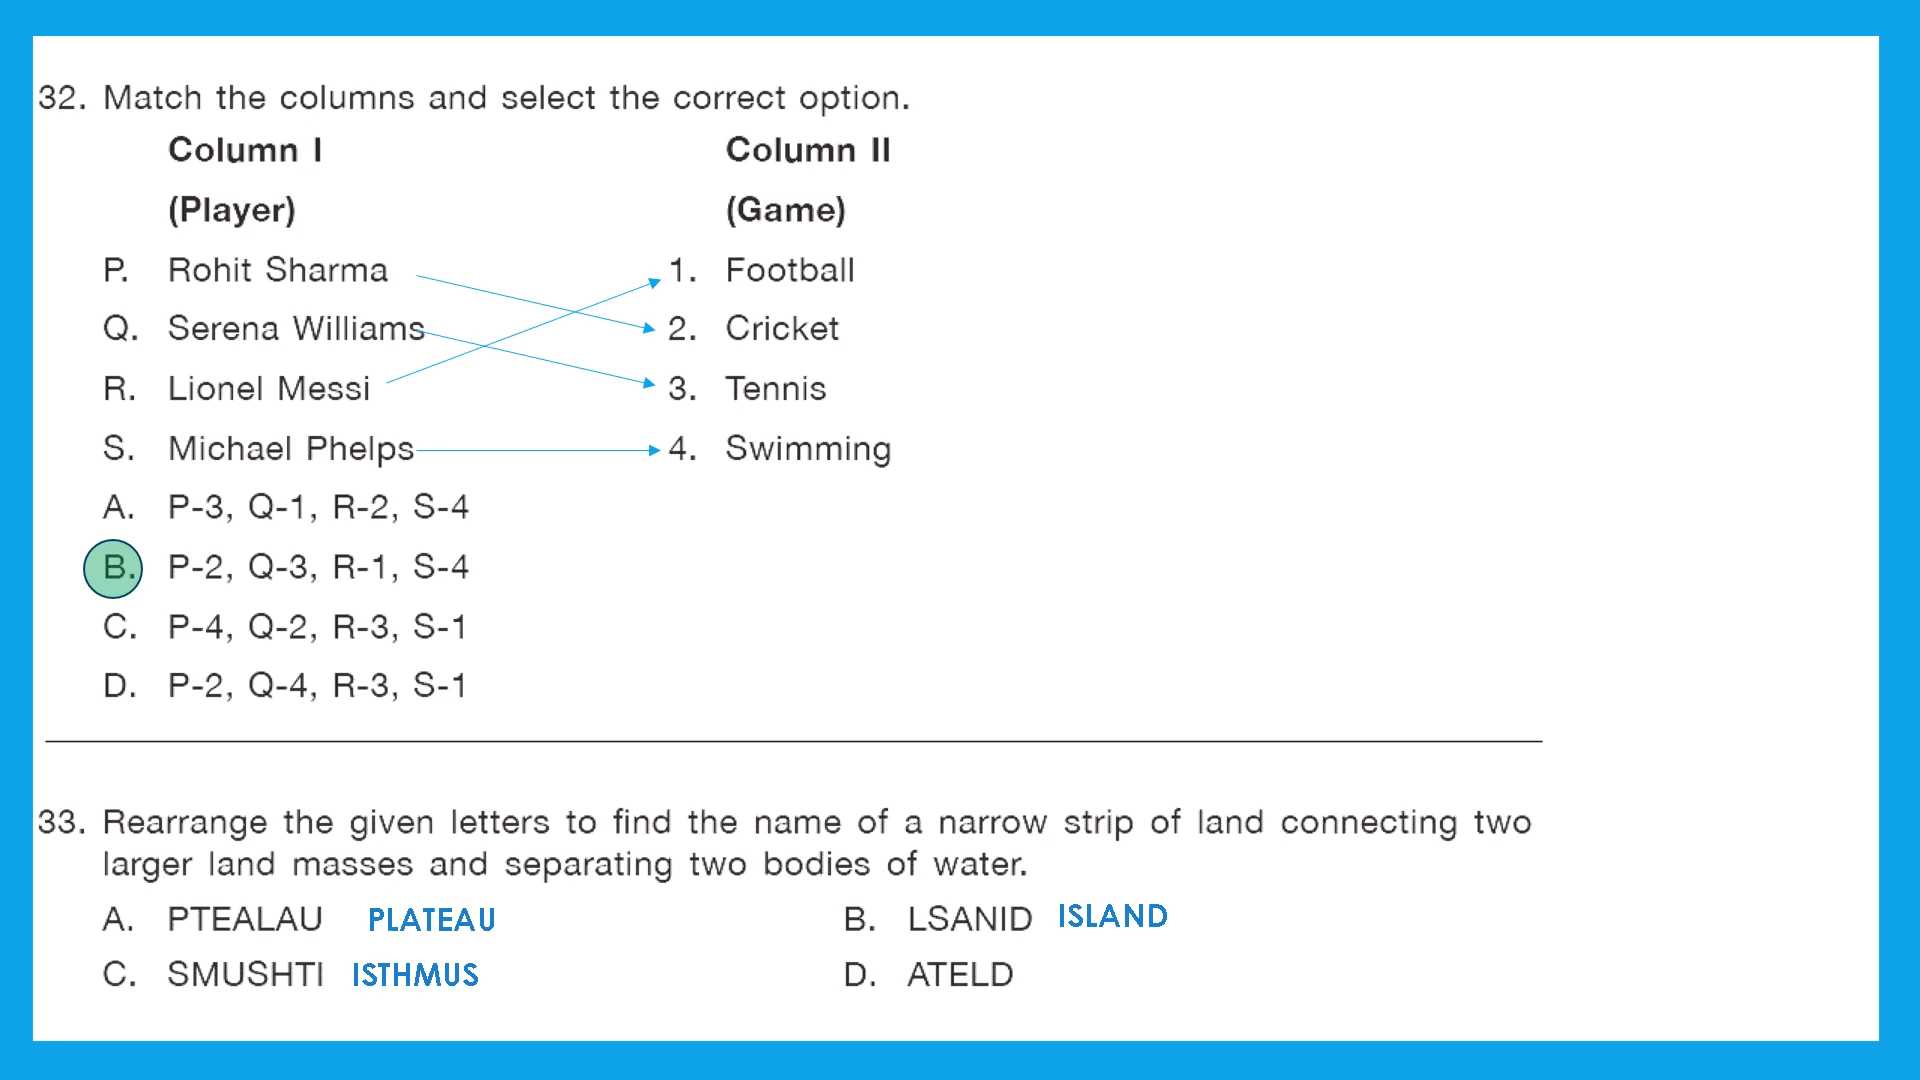 32. Match the columns and select the correct option.
Column I Column II
(Player) (Game)
P. Rohit Sharma 1. Football
Q. Serena Williams 2. Cricket
R. Lionel Messi 3. Tennis
S. Michael Phelps 4. Swimming
A. P-3, Q-1, R-2, S-4
B. P-2, Q-3, R-1, S-4
C. P-4, Q-2, R-3, S-1
D. P-2, Q-4, R-3, S-1
33. Rearrange the given letters to find the name of a narrow strip of land connecting two
larger land masses and separating two bodies of water.
A. PTEALAU PLATEAU B. LSANID ISLAND
C. SMUSHTI ISTHMUS D. ATELD